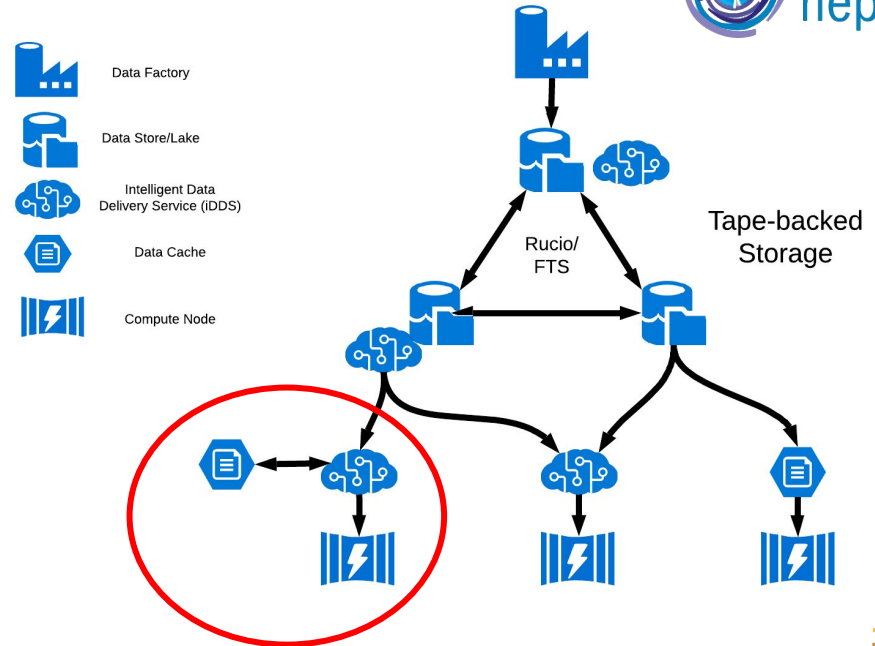 hep
Data Factory
Data Store/Lake
Intelligent Data
Delivery Service (iDDS)
Data Cache
Compute Node
Rucio/
FTS
Tape-backed
Storage